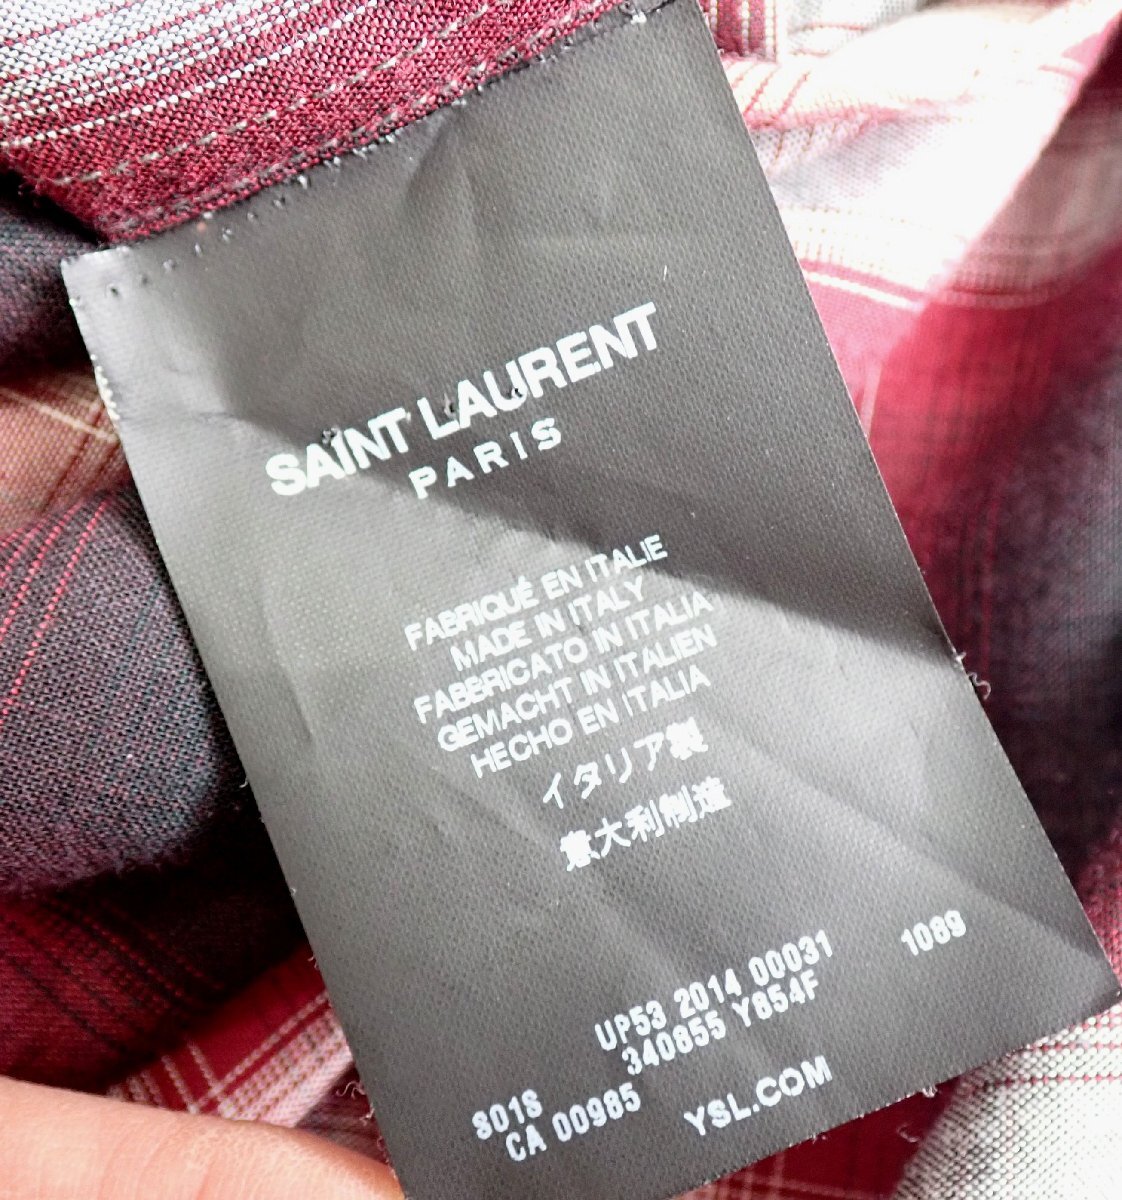 SAINT LAURENT
PARIS
FABRIQUÉ EN ITALIE
MADE IN ITALY
FABBRICATO IN ITALIA
GEMACHT IN ITALIEN
HECHO EN ITALIA
イタリア製
意大利制造
UP53 2014 00031 1089
340855 Y854F
S01S
CA 00985
YSL.COM